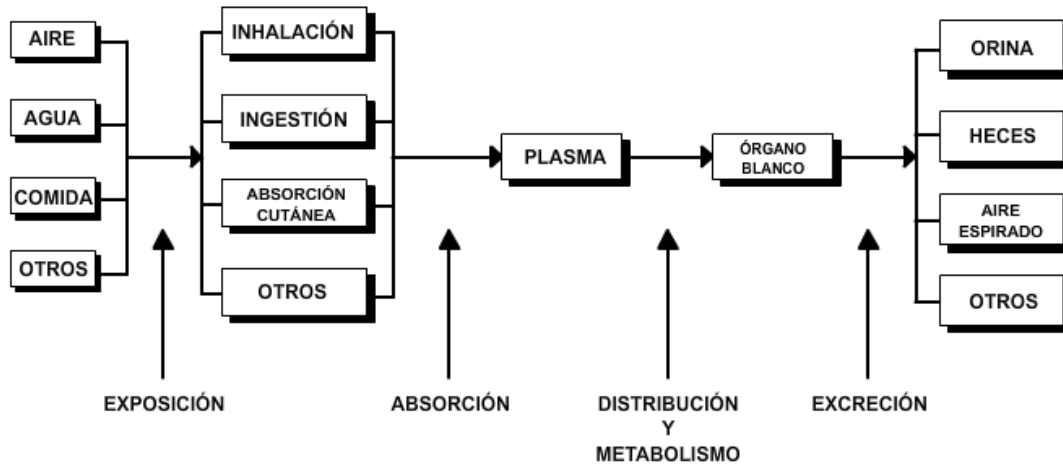 AIRE
AGUA
COMIDA
OTROS
INHALACIÓN
INGESTIÓN
ABSORCIÓN
CUTÁNEA
OTROS
PLASMA
ÓRGANO
BLANCO
ORINA
HECES
AIRE
ESPIRADO
OTROS
EXPOSICIÓN
ABSORCIÓN
DISTRIBUCIÓN
Y
METABOLISMO
EXCRECIÓN